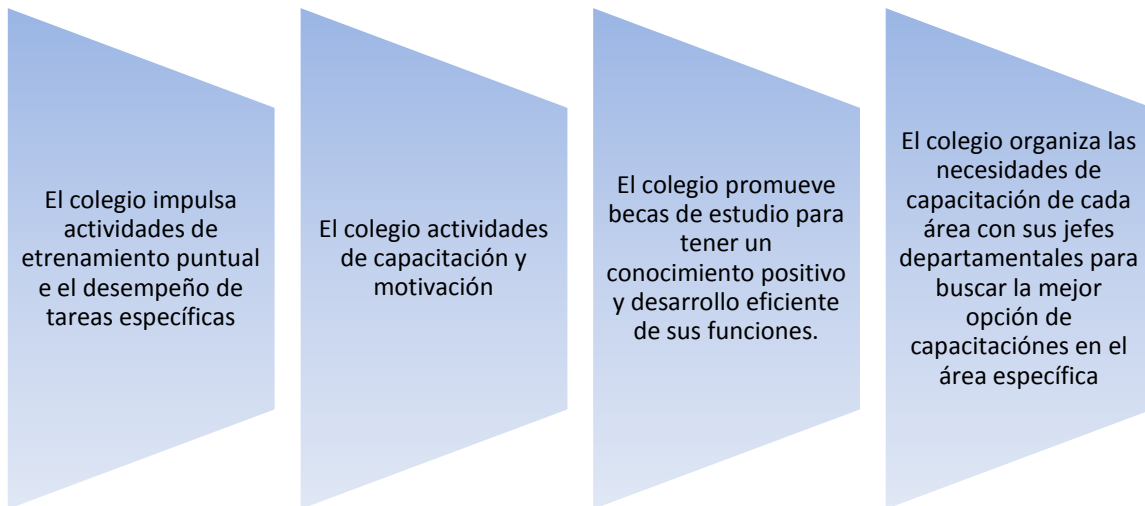 El colegio impulsa
actividades de
etrenamiento puntual
e el desempeño de
tareas específicas
El colegio actividades
de capacitación y
motivación
El colegio promueve
becas de estudio para
tener un
conocimiento positivo
y desarrollo eficiente
de sus funciones.
El colegio organiza las
necesidades de
capacitación de cada
área con sus jefes
departamentales para
buscar la mejor
opción de
capacitaciónes en el
área específica